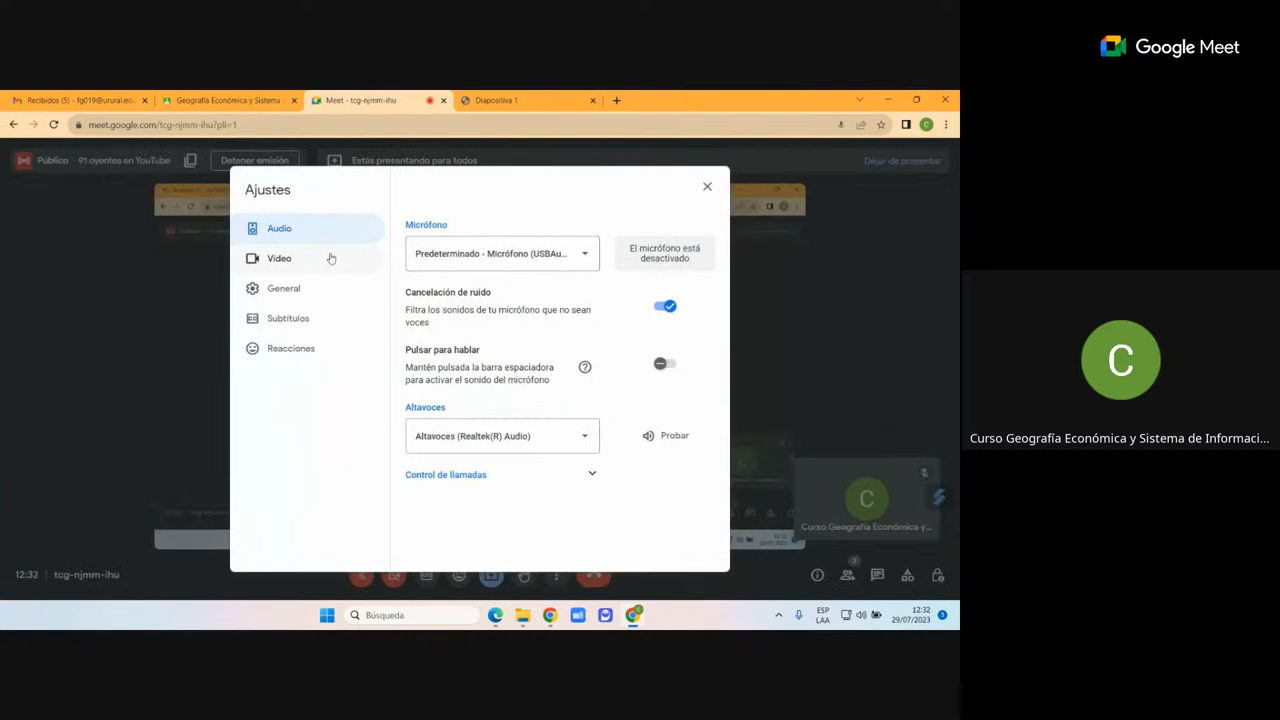 Google Meet
Recibidos (5) - fg019@urural.ed...
Geografía Económica y Sistema
Meet - tcg-njmm-ihu
Diapositiva 1
meet.google.com/tcg-njmm-ihu?pli=1
Público
91 oyentes en YouTube
Detener emisión
Estás presentando para todos
Dejar de presentar
Ajustes
Audio
Video
General
Subtítulos
Reacciones
Micrófono
Predeterminado - Micrófono (USBAu...
El micrófono está
desactivado
Cancelación de ruido
Filtra los sonidos de tu micrófono que no sean
voces
Pulsar para hablar
Mantén pulsada la barra espaciadora
para activar el sonido del micrófono
Altavoces
Altavoces (Realtek(R) Audio)
Probar
Control de llamadas
C
Curso Geografía Económica y...
C
Curso Geografía Económica y Sistema de Informaci...
12:32
tcg-njmm-ihu
Búsqueda
ESP
LAA
12:32
29/07/2023